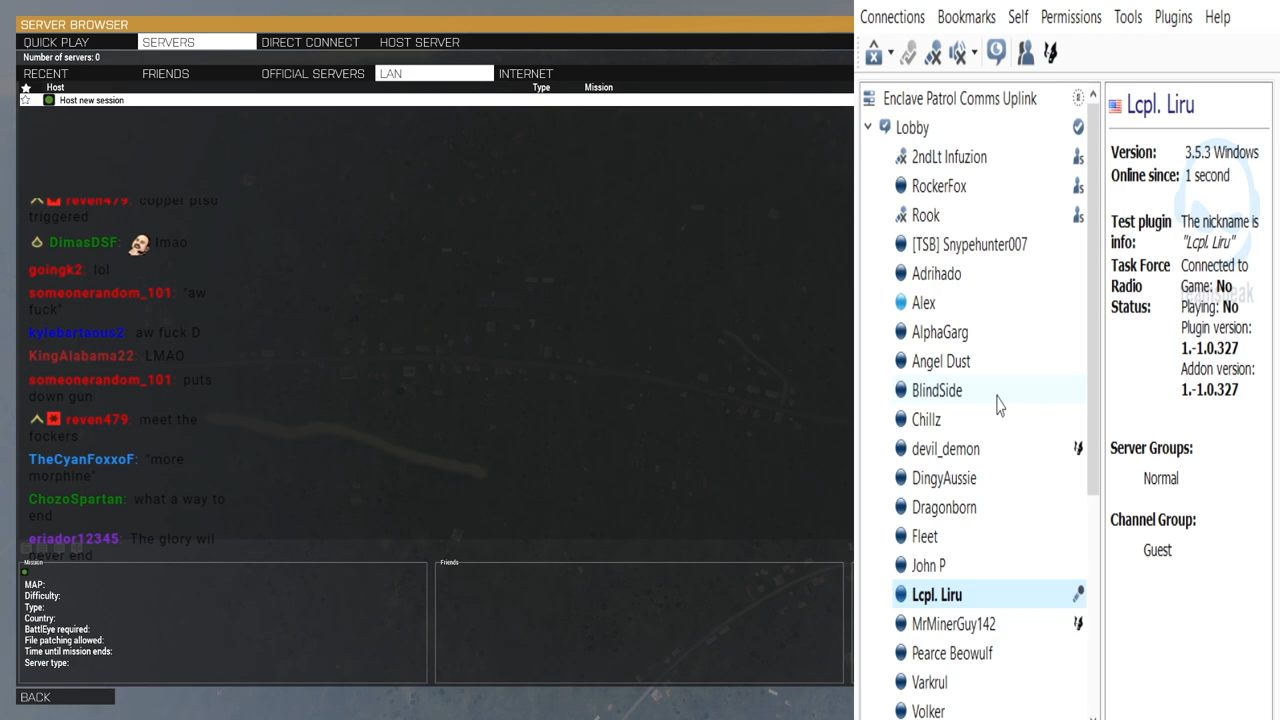 SERVER BROWSER
QUICK PLAY SERVERS DIRECT CONNECT HOST SERVER
Number of servers: 0
RECENT FRIENDS OFFICIAL SERVERS LAN INTERNET
Host Type Mission
Host new session
reven479: copper ptsd
triggered
DimasDSF: lmao
goingk2: lol
someonerandom_101: "aw
fuck"
kylebarteous2: aw fuck D
KingAlabama22: LMAO
someonerandom_101: puts
down gun
reven479: meet the
fockers
TheCyanFoxxoF: "more
morphine"
ChozoSpartan: what a way to
end
eriador12345: The glory wil
never end
Mission
MAP:
Difficulty:
Type:
Country:
BattlEye required:
File patching allowed:
Time until mission ends:
Server type:
Friends
BACK
Connections Bookmarks Self Permissions Tools Plugins Help
Enclave Patrol Comms Uplink
Lobby
2ndLt Infuzion
RockerFox
Rook
[TSB] Snypehunter007
Adrihado
Alex
AlphaGarg
Angel Dust
BlindSide
Chillz
devil_demon
DingyAussie
Dragonborn
Fleet
John P
Lcpl. Liru
MrMinerGuy142
Pearce Beowulf
Varkrul
Volker
Lcpl. Liru
Version: 3.5.3 Windows
Online since: 1 second
Test plugin The nickname is
info: "Lcpl. Liru"
Task Force Connected to
Radio Game: No
Status: Playing: No
Plugin version:
1.-1.0.327
Addon version:
1.-1.0.327
Server Groups:
Normal
Channel Group:
Guest